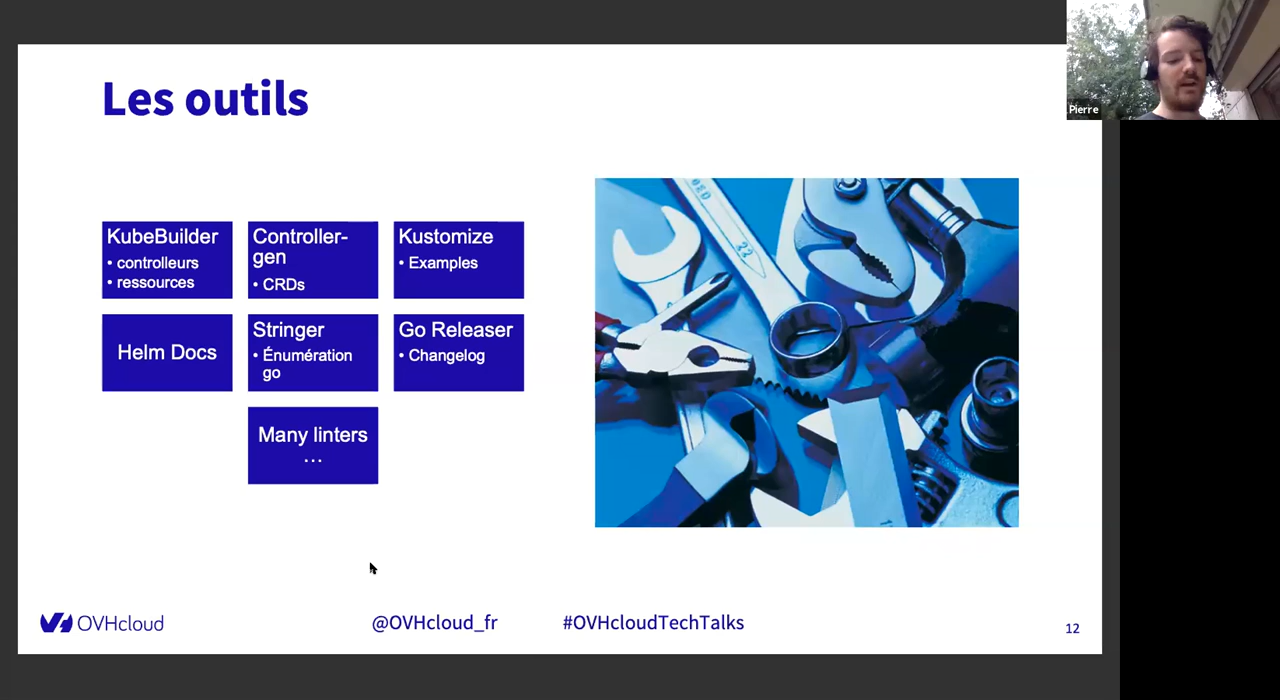 Pierre
Les outils
KubeBuilder
• controlleurs
• ressources
Controller-
gen
• CRDs
Kustomize
• Examples
Helm Docs
Stringer
• Énumération
go
Go Releaser
• Changelog
Many linters
...
22
OVHcloud
@OVHcloud_fr
#OVHcloudTechTalks
12